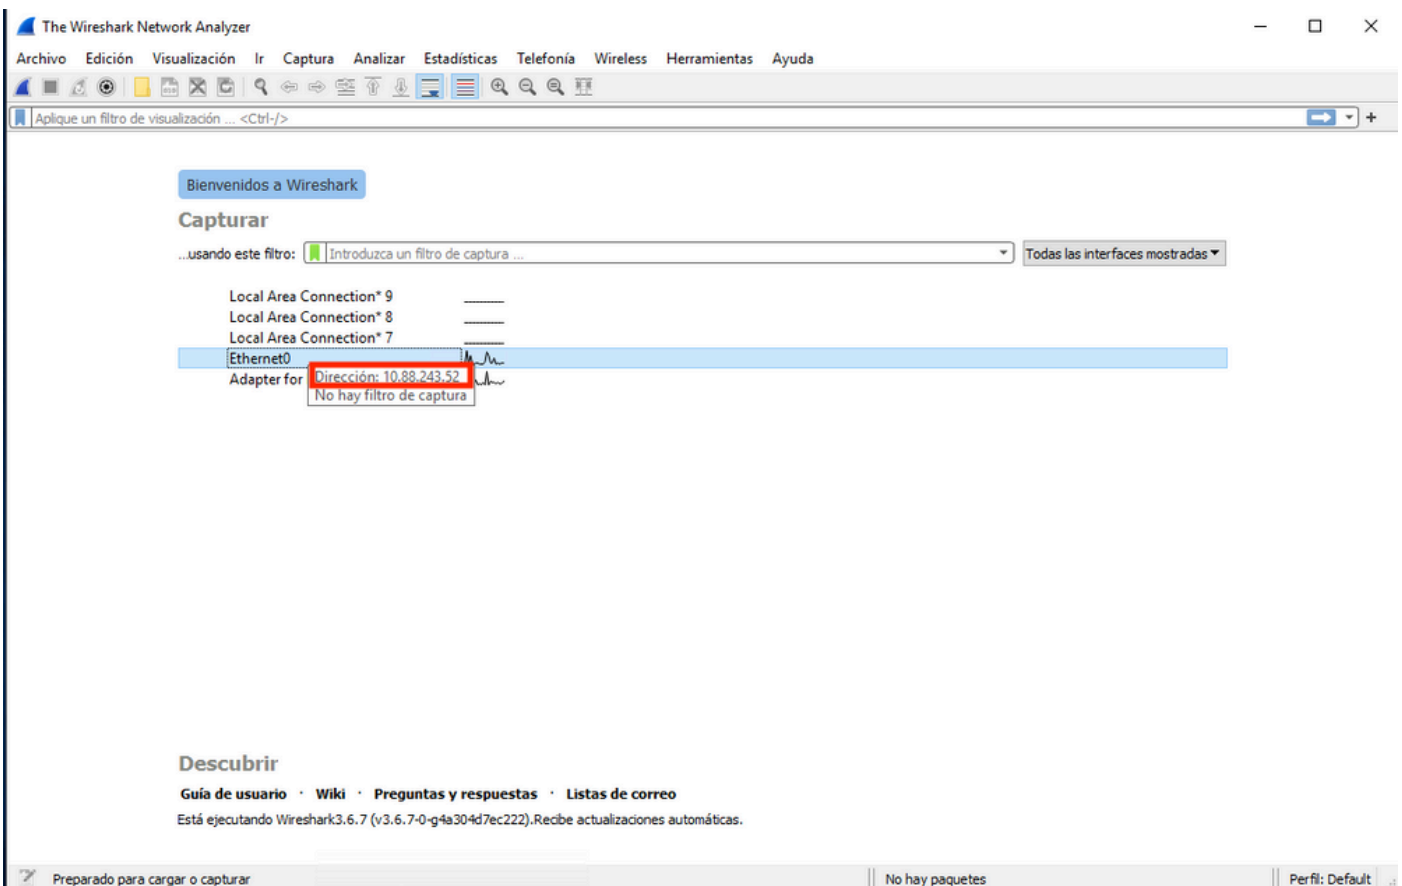 The Wireshark Network Analyzer
Archivo Edición Visualización Ir Captura Analizar Estadísticas Telefonía Wireless Herramientas Ayuda
Aplique un filtro de visualización ... <Ctrl-/>
Bienvenidos a Wireshark
Capturar
...usando este filtro: Introduzca un filtro de captura ... Todas las interfaces mostradas
Local Area Connection* 9
Local Area Connection* 8
Local Area Connection* 7
Ethernet0
Adapter for
Dirección: 10.88.243.52
No hay filtro de captura
Descubrir
Guía de usuario · Wiki · Preguntas y respuestas · Listas de correo
Está ejecutando Wireshark3.6.7 (v3.6.7-0-g4a304d7ec222).Recibe actualizaciones automáticas.
Preparado para cargar o capturar No hay paquetes Perfil: Default